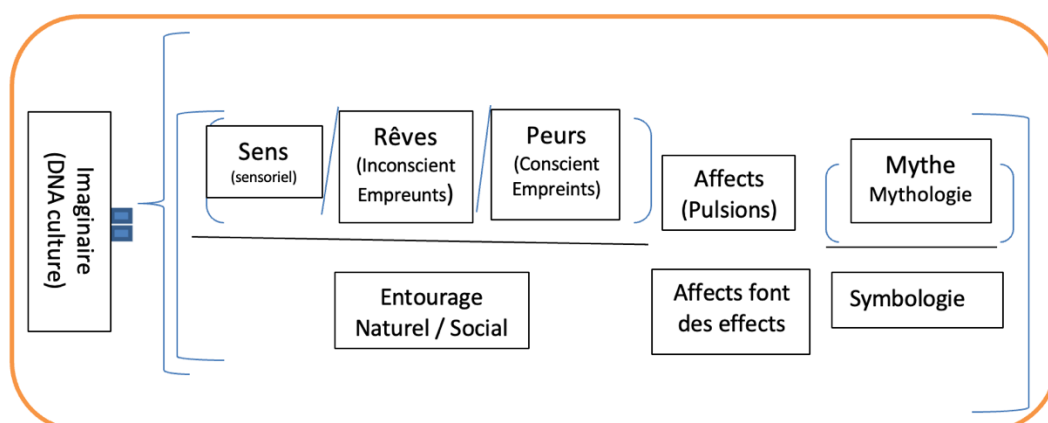 Imaginaire
(DNA culture)
Sens
(sensoriel)
Rêves
(Inconscient
Empreunts)
Peurs
(Conscient
Empreints)
Affects
(Pulsions)
Mythe
Mythologie
Entourage
Naturel / Social
Affects font
des effects
Symbologie